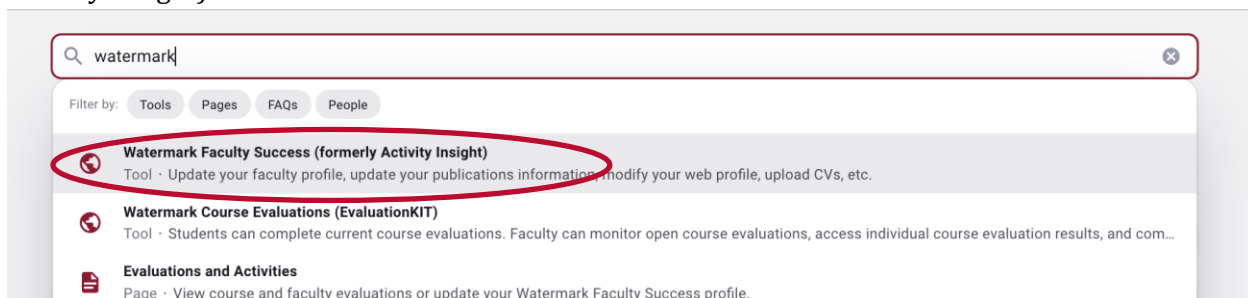 watermark
Filter by: Tools Pages FAQs People
Watermark Faculty Success (formerly Activity Insight)
Tool · Update your faculty profile, update your publications information, modify your web profile, upload CVs, etc.
Watermark Course Evaluations (EvaluationKIT)
Tool · Students can complete current course evaluations. Faculty can monitor open course evaluations, access individual course evaluation results, and com...
Evaluations and Activities
Page · View course and faculty evaluations or update your Watermark Faculty Success profile.